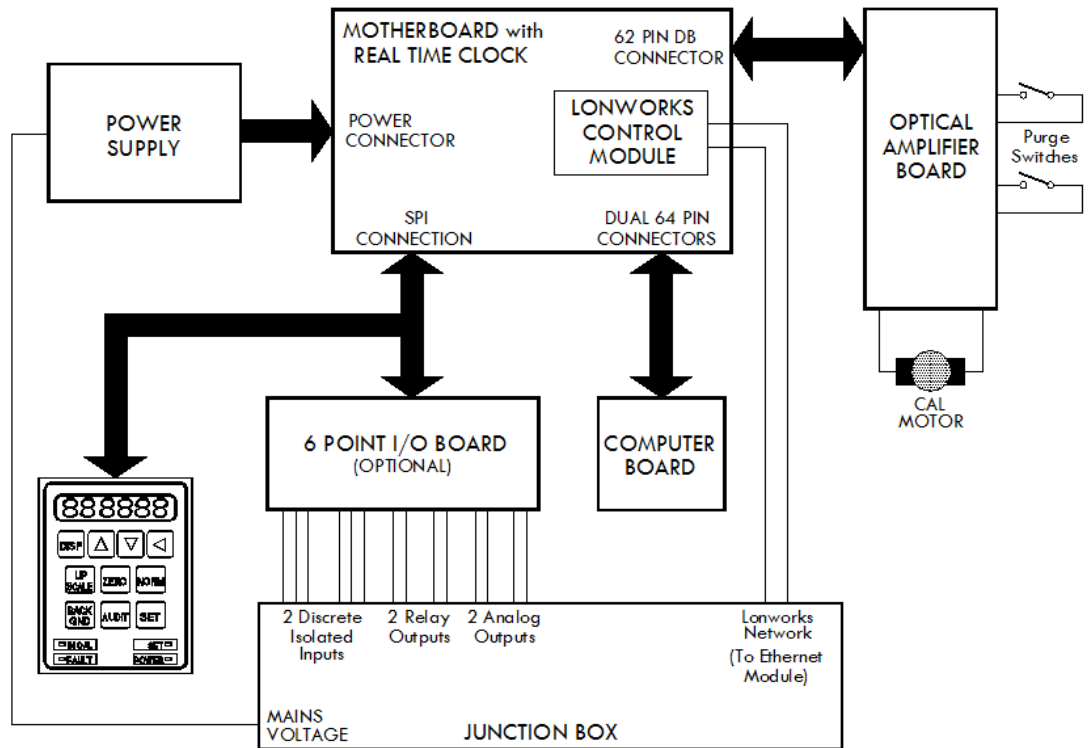 MOTHERBOARD with
REAL TIME CLOCK
62 PIN DB
CONNECTOR
POWER
SUPPLY
POWER
CONNECTOR
LONWORKS
CONTROL
MODULE
OPTICAL
AMPLIFIER
BOARD
Purge
Switches
SPI
CONNECTION
DUAL 64 PIN
CONNECTORS
CAL
MOTOR
6 POINT I/O BOARD
(OPTIONAL)
COMPUTER
BOARD
888888
DISP
UP
SCALE
ZERO
NORM
BACK
GND
AUDIT
SET
IN CAL
SET
FAULT
POWER
2 Discrete
Isolated
Inputs
2 Relay
Outputs
2 Analog
Outputs
Lonworks
Network
(To Ethernet
Module)
MAINS
VOLTAGE
JUNCTION BOX